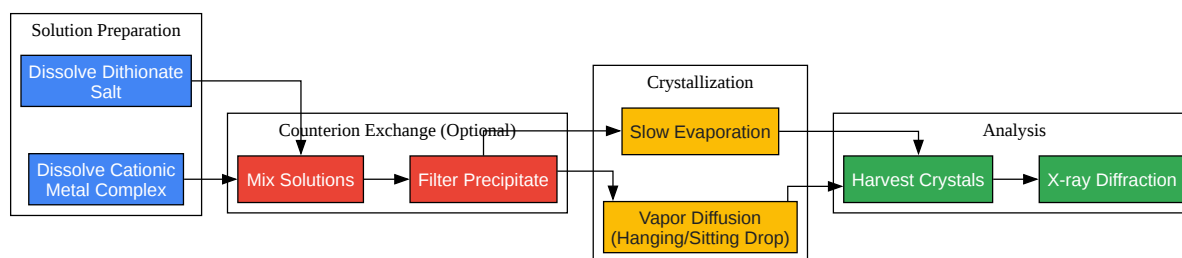 Solution Preparation
Dissolve Dithionate
Salt
Dissolve Cationic
Metal Complex
Counterion Exchange (Optional)
Mix Solutions
Filter Precipitate
Crystallization
Slow Evaporation
Vapor Diffusion
(Hanging/Sitting Drop)
Analysis
Harvest Crystals
X-ray Diffraction